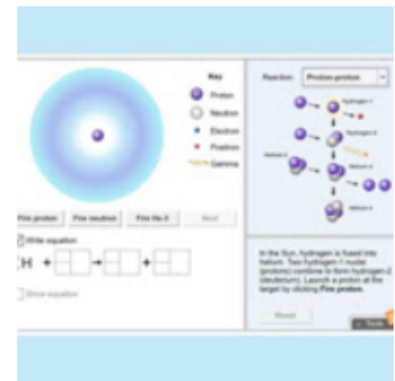 Key
Proton
Neutron
Electron
Positron
Gamma
Reaction Proton-proton
Hydrogen-1
Hydrogen-2
Helium-3
Helium-4
Fire proton Fire neutron Fire He-3 Next
Write equation
H + → +
Show equation
In the Sun, hydrogen is fused into
helium. Two hydrogen-1 nuclei
(protons) combine to form hydrogen-2
(deuterium). Launch a proton at the
target by clicking Fire proton.
Reset
Tools